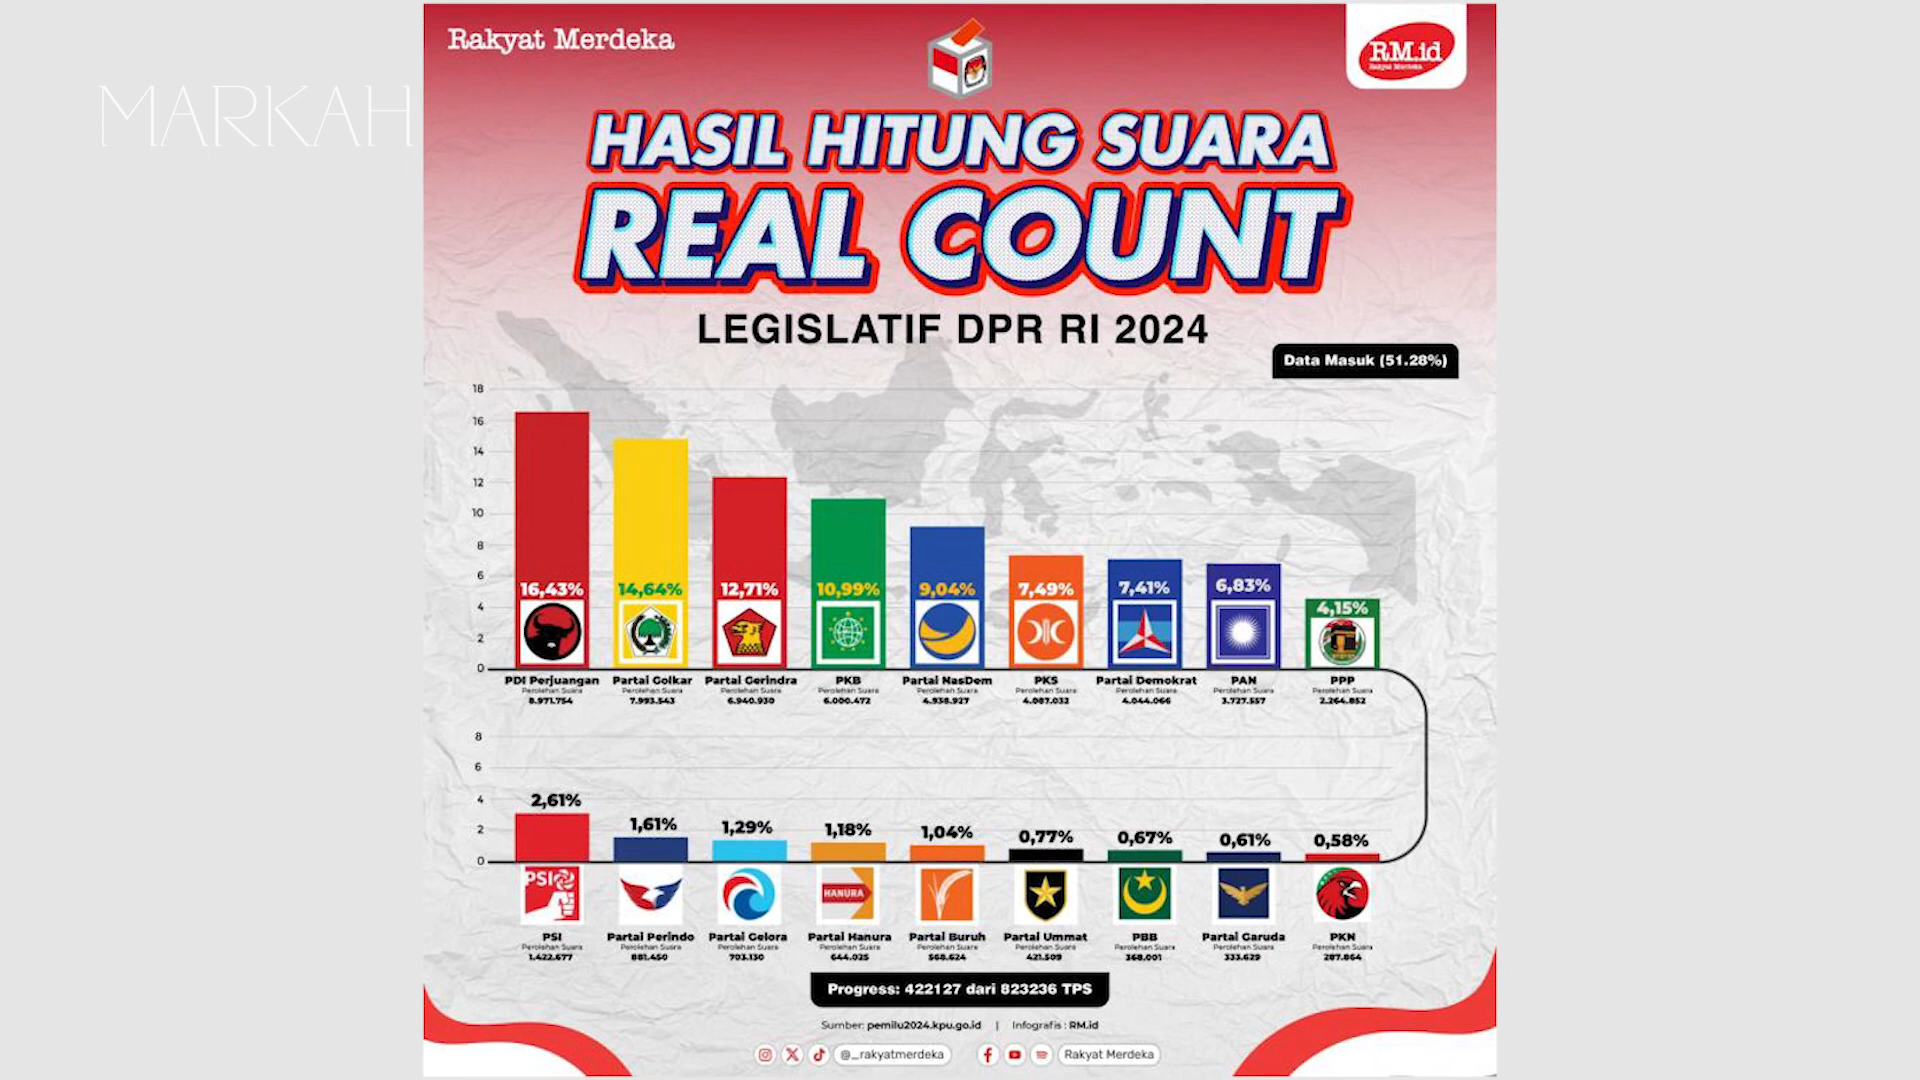 MARKAH
Rakyat Merdeka
RM.id
Rakyat Merdeka
HASIL HITUNG SUARA
REAL COUNT
LEGISLATIF DPR RI 2024
Data Masuk (51.28%)
18
16
14
12
10
8
6
4
2
0
16,43% 14,64% 12,71% 10,99% 9,04% 7,49% 7,41% 6,83% 4,15%
PDI Perjuangan Partai Golkar Partai Gerindra PKB Partai NasDem PKS Partai Demokrat PAN PPP
Perolehan Suara Perolehan Suara Perolehan Suara Perolehan Suara Perolehan Suara Perolehan Suara Perolehan Suara Perolehan Suara Perolehan Suara
8.971.754 7.993.543 6.940.930 6.000.472 4.938.927 4.087.032 4.044.066 3.727.557 2.264.852
8
6
4
2
0
2,61% 1,61% 1,29% 1,18% 1,04% 0,77% 0,67% 0,61% 0,58%
PSI HANURA
PSI Partai Perindo Partai Gelora Partai Hanura Partai Buruh Partai Ummat PBB Partai Garuda PKN
Perolehan Suara Perolehan Suara Perolehan Suara Perolehan Suara Perolehan Suara Perolehan Suara Perolehan Suara Perolehan Suara Perolehan Suara
1.422.677 881.450 703.130 644.025 568.624 421.509 368.001 333.629 287.864
Progress: 422127 dari 823236 TPS
Sumber: pemilu2024.kpu.go.id | Infografis : RM.id
@_rakyatmerdeka Rakyat Merdeka